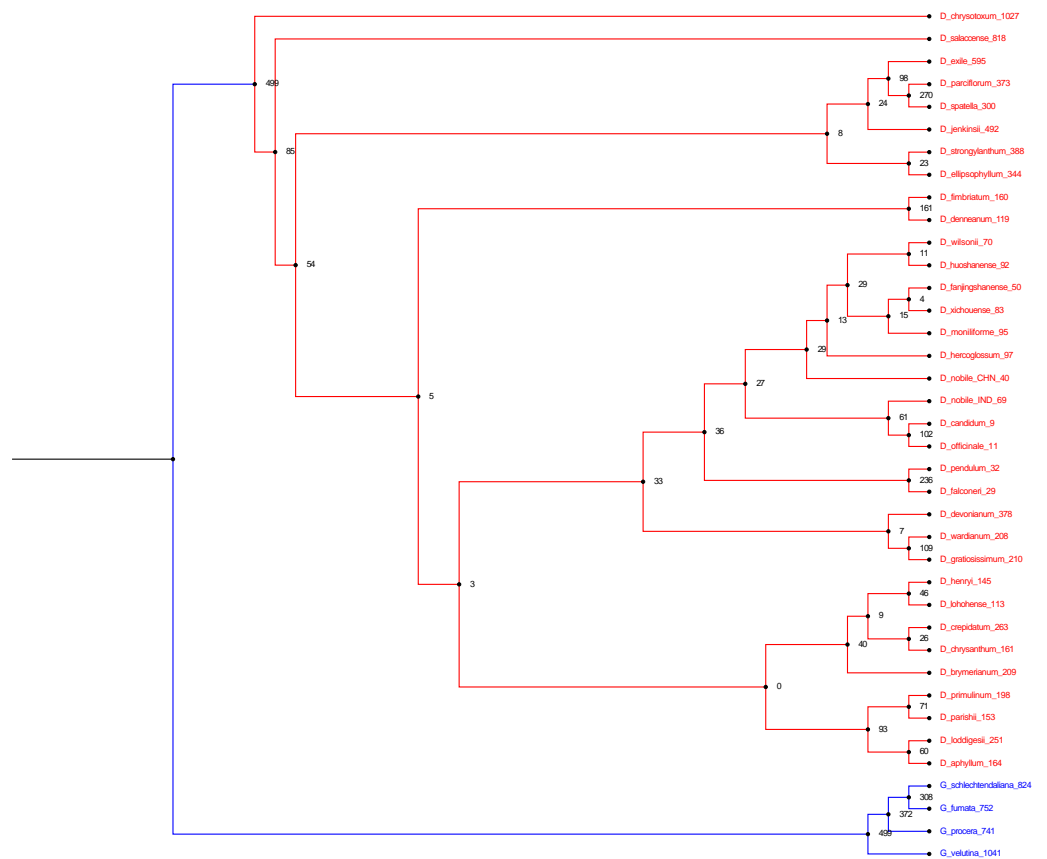 D_chrysotoxum_1027
D_salaccense_818
D_exile_595
98
499
D_parciflorum_373
270
24
D_spatella_300
D_jenkinsii_492
8
85
D_strongylanthum_388
23
D_ellipsophyllum_344
D_fimbriatum_160
161
D_denneanum_119
D_wilsonii_70
11
54
D_huoshanense_92
29
D_fanjingshanense_50
4
D_xichouense_83
15
13
D_moniliforme_95
29
D_hercoglossum_97
D_nobile_CHN_40
27
5
D_nobile_IND_69
61
D_candidum_9
36
102
D_officinale_11
D_pendulum_32
236
33
D_falconeri_29
D_devonianum_378
7
D_wardianum_208
109
D_gratiosissimum_210
D_henryi_145
3
46
D_lohohense_113
9
D_crepidatum_263
26
40
D_chrysanthum_161
D_brymerianum_209
0
D_primulinum_198
71
D_parishii_153
93
D_loddigesii_251
60
D_aphyllum_164
G_schlechtendaliana_824
308
G_fumata_752
372
G_procera_741
499
G_velutina_1041